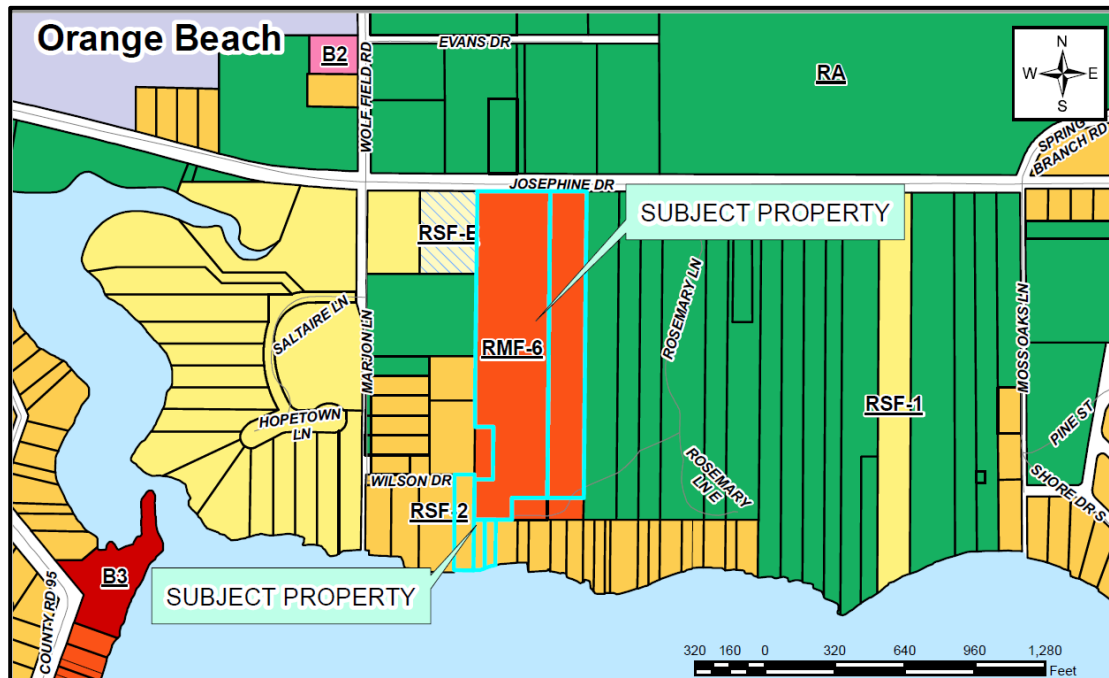 Orange Beach
B2
EVANS DR
WOLF FIELD RD
RA
N
W E
S
SPRING
BRANCH RD
JOSEPHINE DR
SUBJECT PROPERTY
RSF-E
SALTAIRE LN
MARJON LN
RMF-6
ROSEMARY LN
MOSS OAKS LN
RSF-1
PINE ST
HOPETOWN
LN
WILSON DR
ROSEMARY
LN E
SHORE DR S
RSF-2
B3
SUBJECT PROPERTY
COUNTY RD 95
320 160 0 320 640 960 1,280
Feet